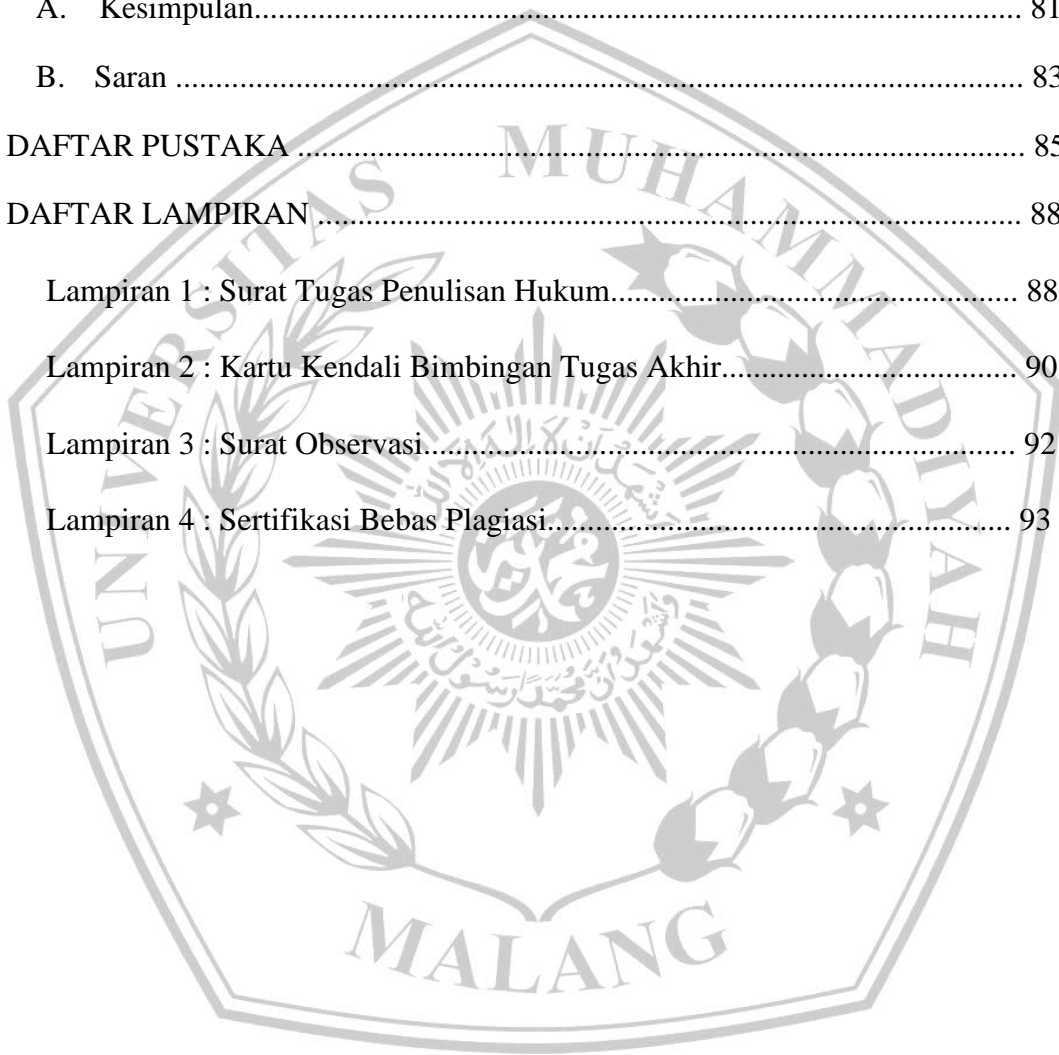 A. Kesimpulan.......................................................................................... 81
B. Saran .................................................................................................... 83
DAFTAR PUSTAKA ...................................................................................... 85
DAFTAR LAMPIRAN ................................................................................... 88
Lampiran 1 : Surat Tugas Penulisan Hukum................................................ 88
Lampiran 2 : Kartu Kendali Bimbingan Tugas Akhir................................... 90
Lampiran 3 : Surat Observasi...................................................................... 92
Lampiran 4 : Sertifikasi Bebas Plagiasi....................................................... 93
UNIVERSITAS MUHAMMADIYAH
MALANG